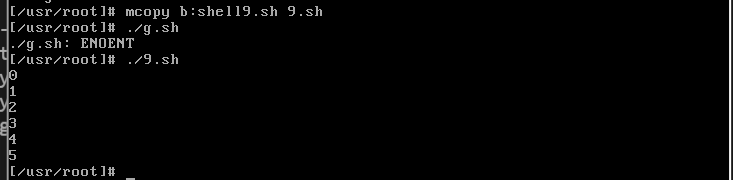 [/usr/root]# mcopy b:shell9.sh 9.sh
[/usr/root]# ./g.sh
./g.sh: ENOENT
[/usr/root]# ./9.sh
0
1
2
3
4
5
[/usr/root]# _